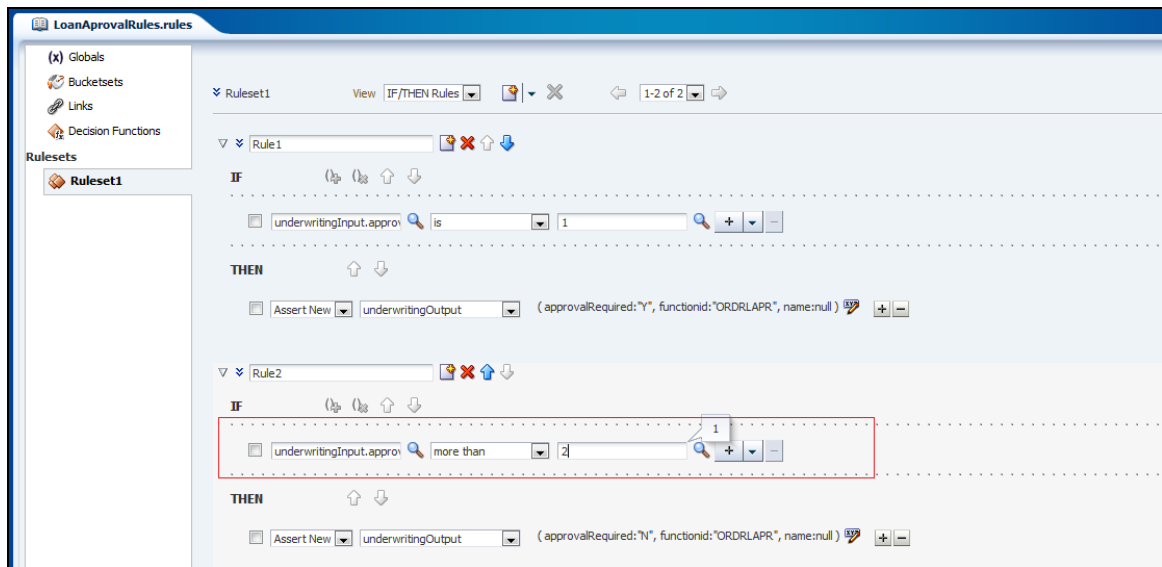 LoanAprovalRules.rules
(x) Globals
Bucketsets
Links
Decision Functions
Rulesets
Ruleset1
Ruleset1 View IF/THEN Rules 1-2 of 2
Rule1
IF
underwritingInput.approv is 1
THEN
Assert New underwritingOutput ( approvalRequired:"Y", functionid:"ORDRLAPR", name:null )
Rule2
IF
1
underwritingInput.approv more than 2
THEN
Assert New underwritingOutput ( approvalRequired:"N", functionid:"ORDRLAPR", name:null )